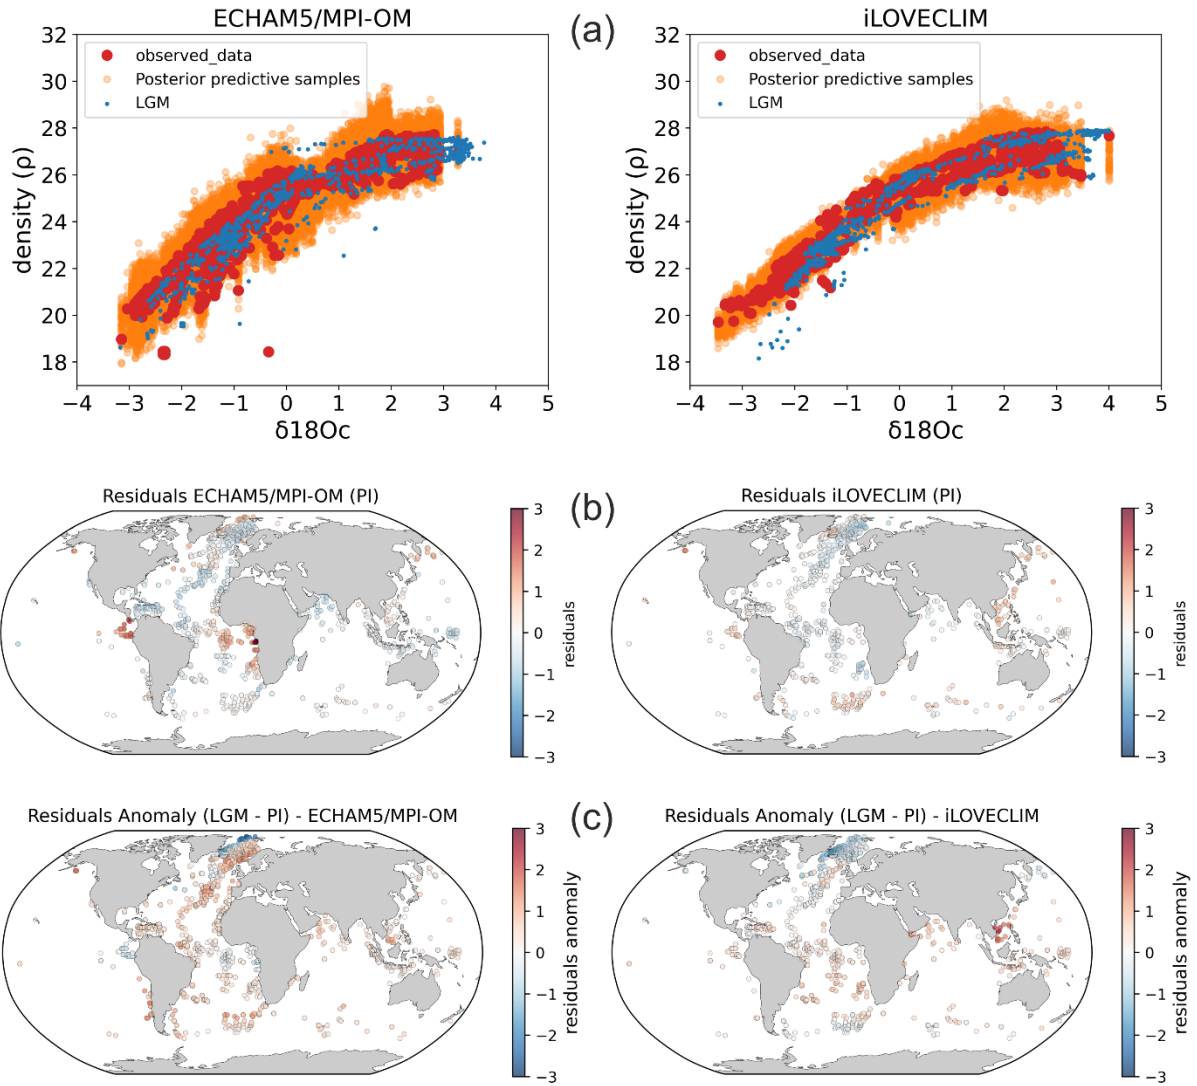 ECHAM5/MPI-OM
(a)
iLOVECLIM
32
30
28
26
24
22
20
18
density (ρ)
observed_data
Posterior predictive samples
LGM
−4 −3 −2 −1 0 1 2 3 4 5
δ18Oc
32
30
28
26
24
22
20
18
density (ρ)
observed_data
Posterior predictive samples
LGM
−4 −3 −2 −1 0 1 2 3 4 5
δ18Oc
Residuals ECHAM5/MPI-OM (PI)
(b)
Residuals iLOVECLIM (PI)
3
2
1
0
−1
−2
−3
residuals
3
2
1
0
−1
−2
−3
residuals
Residuals Anomaly (LGM - PI) - ECHAM5/MPI-OM
(c)
Residuals Anomaly (LGM - PI) - iLOVECLIM
3
2
1
0
−1
−2
−3
residuals anomaly
3
2
1
0
−1
−2
−3
residuals anomaly